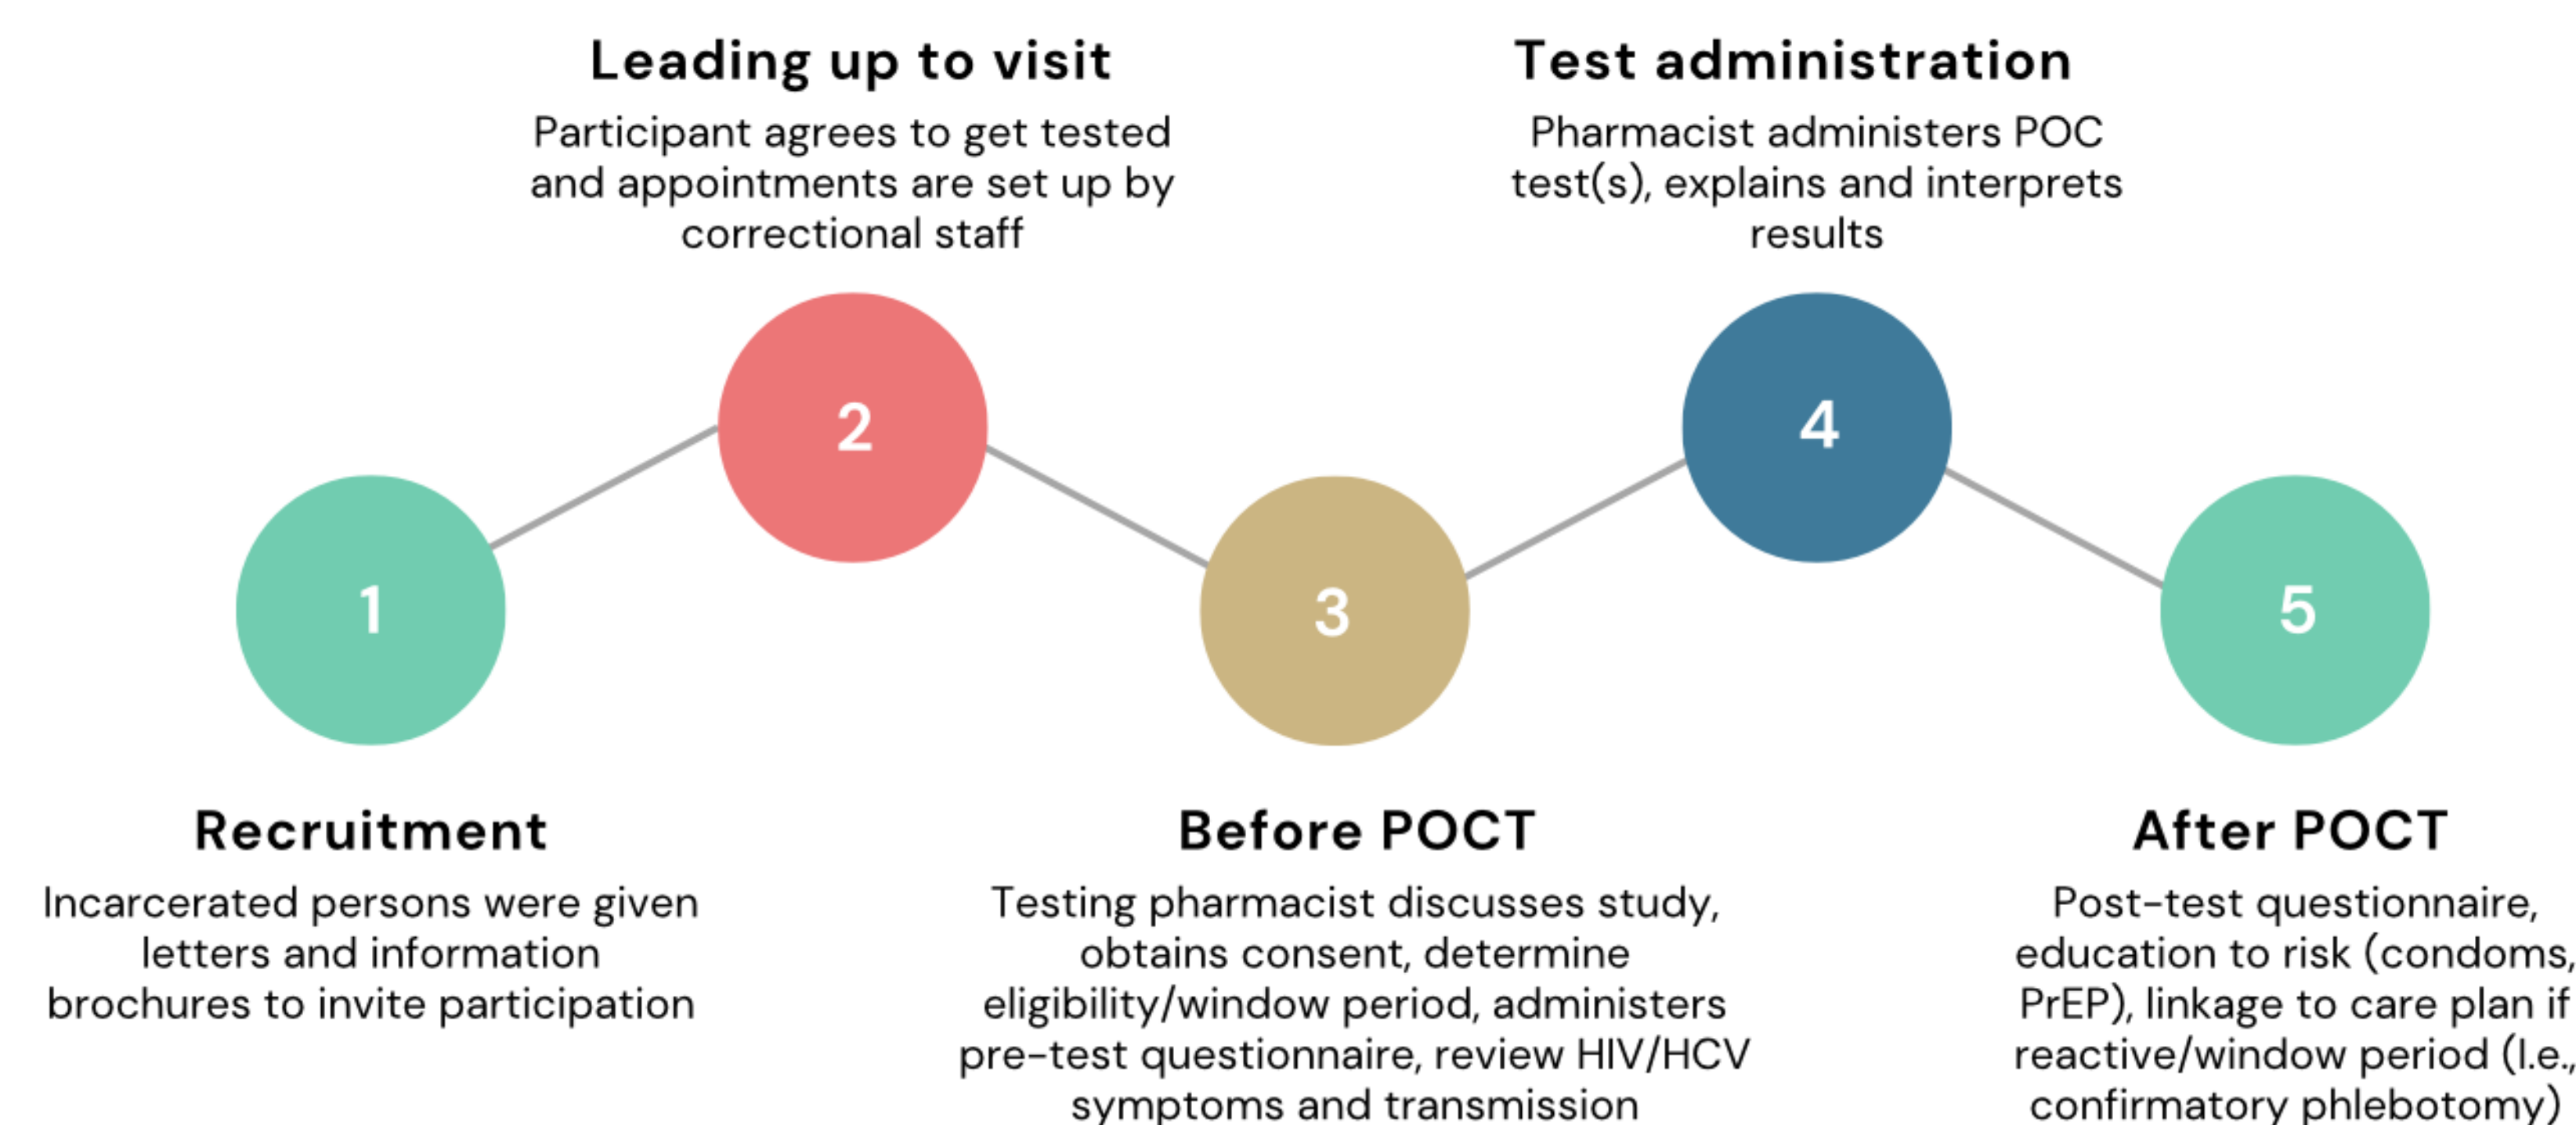 Leading up to visit
Participant agrees to get tested
and appointments are set up by
correctional staff
Test administration
Pharmacist administers POC
test(s), explains and interprets
results
1
2
3
4
5
Recruitment
Incarcerated persons were given
letters and information
brochures to invite participation
Before POCT
Testing pharmacist discusses study,
obtains consent, determine
eligibility/window period, administers
pre-test questionnaire, review HIV/HCV
symptoms and transmission
After POCT
Post-test questionnaire,
education to risk (condoms,
PrEP), linkage to care plan if
reactive/window period (I.e.,
confirmatory phlebotomy)